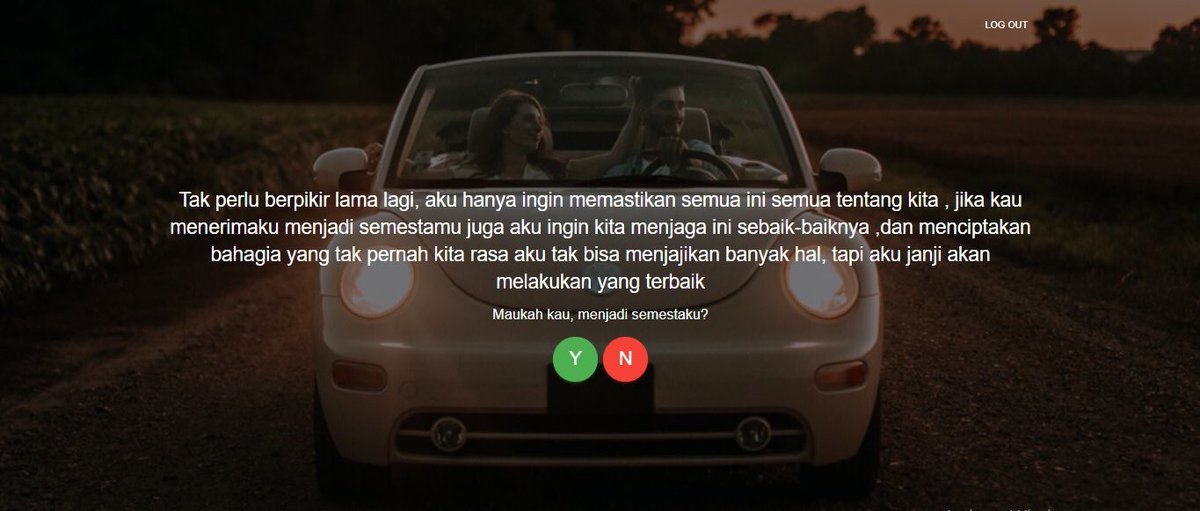 LOG OUT
Tak perlu berpikir lama lagi, aku hanya ingin memastikan semua ini semua tentang kita , jika kau
menerimaku menjadi semestamu juga aku ingin kita menjaga ini sebaik-baiknya ,dan menciptakan
bahagia yang tak pernah kita rasa aku tak bisa menjajikan banyak hal, tapi aku janji akan
melakukan yang terbaik
Maukah kau, menjadi semestaku?
Y N